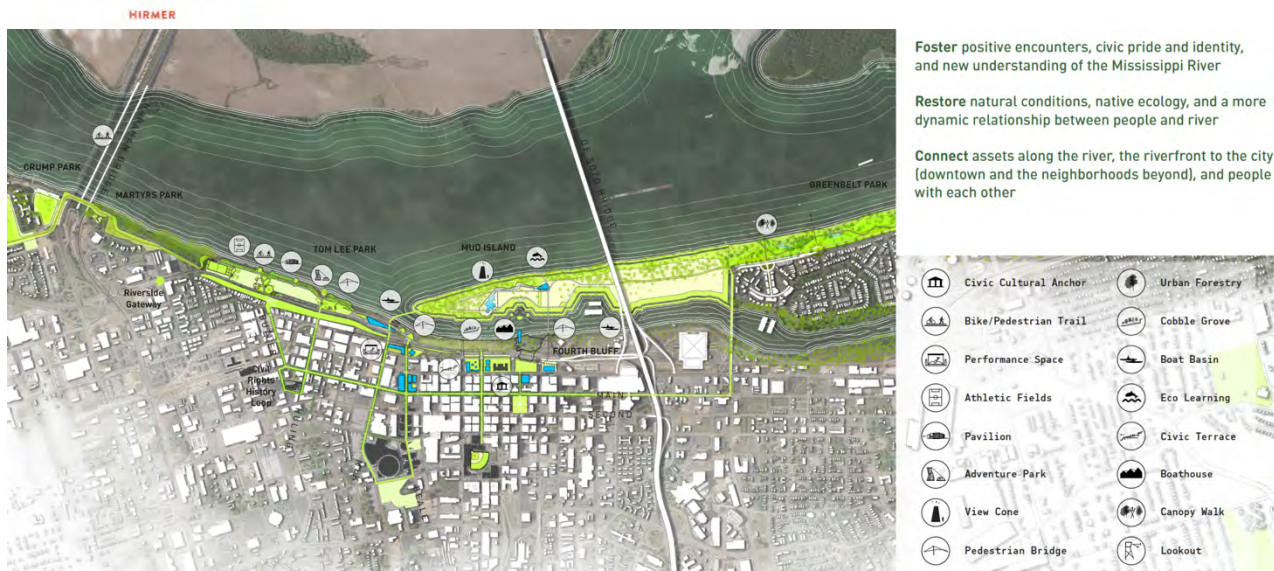 HIRMER
CRUMP PARK
MARTYRS PARK
TOM LEE PARK
MUD ISLAND
DE SOTO BRIDGE
GREENBELT PARK
Riverside
Gateway
Civil
Rights
History
Loop
FOURTH BLUFF
MAIN
SECOND
Foster positive encounters, civic pride and identity,
and new understanding of the Mississippi River
Restore natural conditions, native ecology, and a more
dynamic relationship between people and river
Connect assets along the river, the riverfront to the city
(downtown and the neighborhoods beyond), and people
with each other
Civic Cultural Anchor
Urban Forestry
Bike/Pedestrian Trail
Cobble Grove
Performance Space
Boat Basin
Athletic Fields
Eco Learning
Pavilion
Civic Terrace
Adventure Park
Boathouse
View Cone
Canopy Walk
Pedestrian Bridge
Lookout